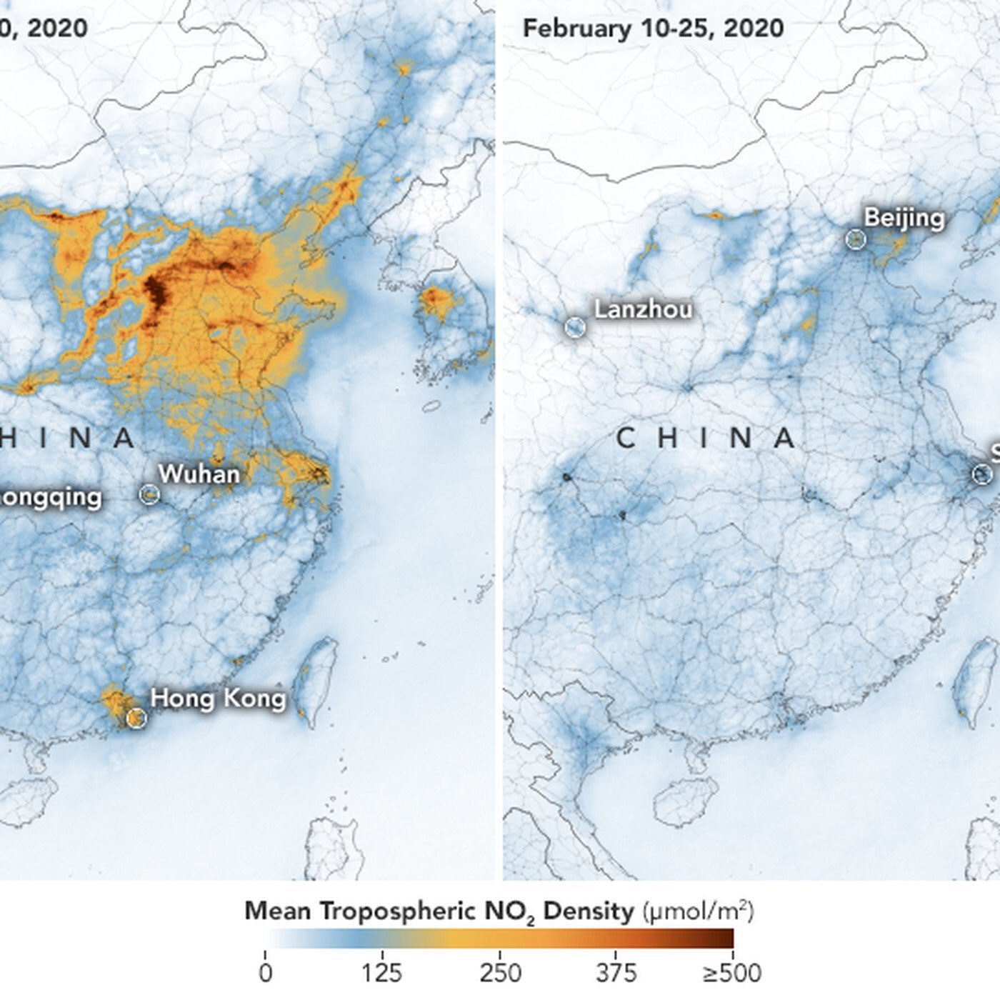 0, 2020
February 10-25, 2020
Beijing
Lanzhou
HINA
CHINA
Wuhan
ongqing
S
Hong Kong
Mean Tropospheric NO₂ Density (µmol/m²)
0 125 250 375 ≥500